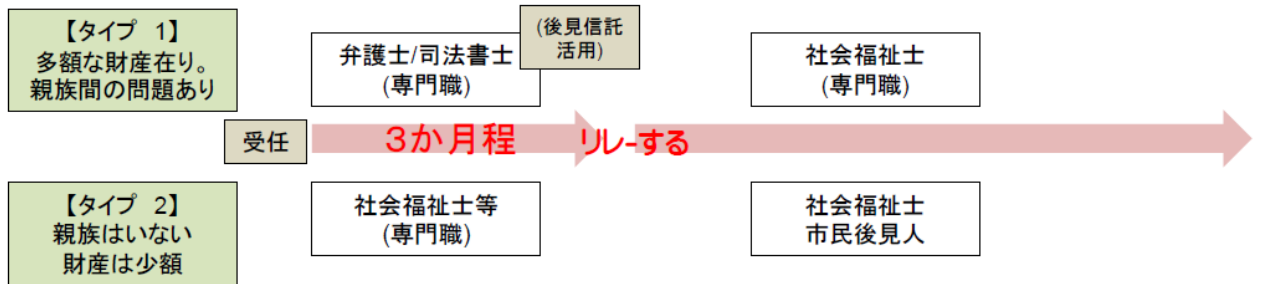 【タイプ 1】
多額な財産在り。
親族間の問題あり
弁護士/司法書士
(専門職)
(後見信託
活用)
社会福祉士
(専門職)
受任
3か月程
リレーする
【タイプ 2】
親族はいない
財産は少額
社会福祉士等
(専門職)
社会福祉士
市民後見人